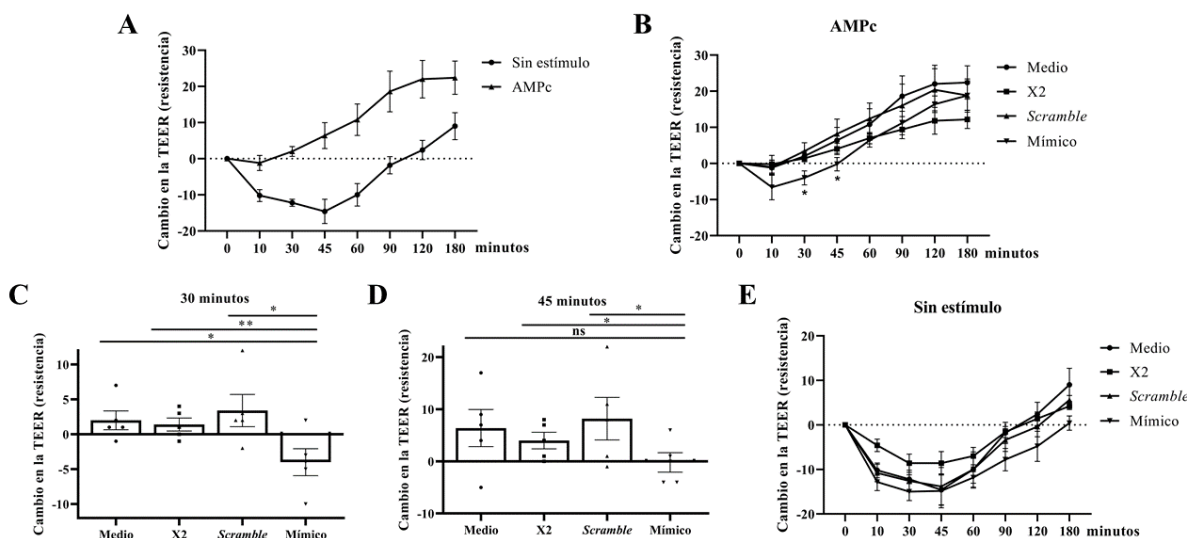 A
Cambio en la TEER (resistencia)
30
20
10
0
-10
-20
0 10 30 45 60 90 120 180 minutos
Sin estímulo
AMPc
B
AMPc
Cambio en la TEER (resistencia)
30
20
10
0
-10
-20
*
*
0 10 30 45 60 90 120 180 minutos
Medio
X2
Scramble
Mímico
C
30 minutos
*
**
*
Cambio en la TEER (resistencia)
10
5
0
-5
-10
Medio X2 Scramble Mímico
D
45 minutos
*
*
ns
Cambio en la TEER (resistencia)
20
10
0
-10
Medio X2 Scramble Mímico
E
Sin estímulo
Cambio en la TEER (resistencia)
20
10
0
-10
-20
0 10 30 45 60 90 120 180 minutos
Medio
X2
Scramble
Mímico